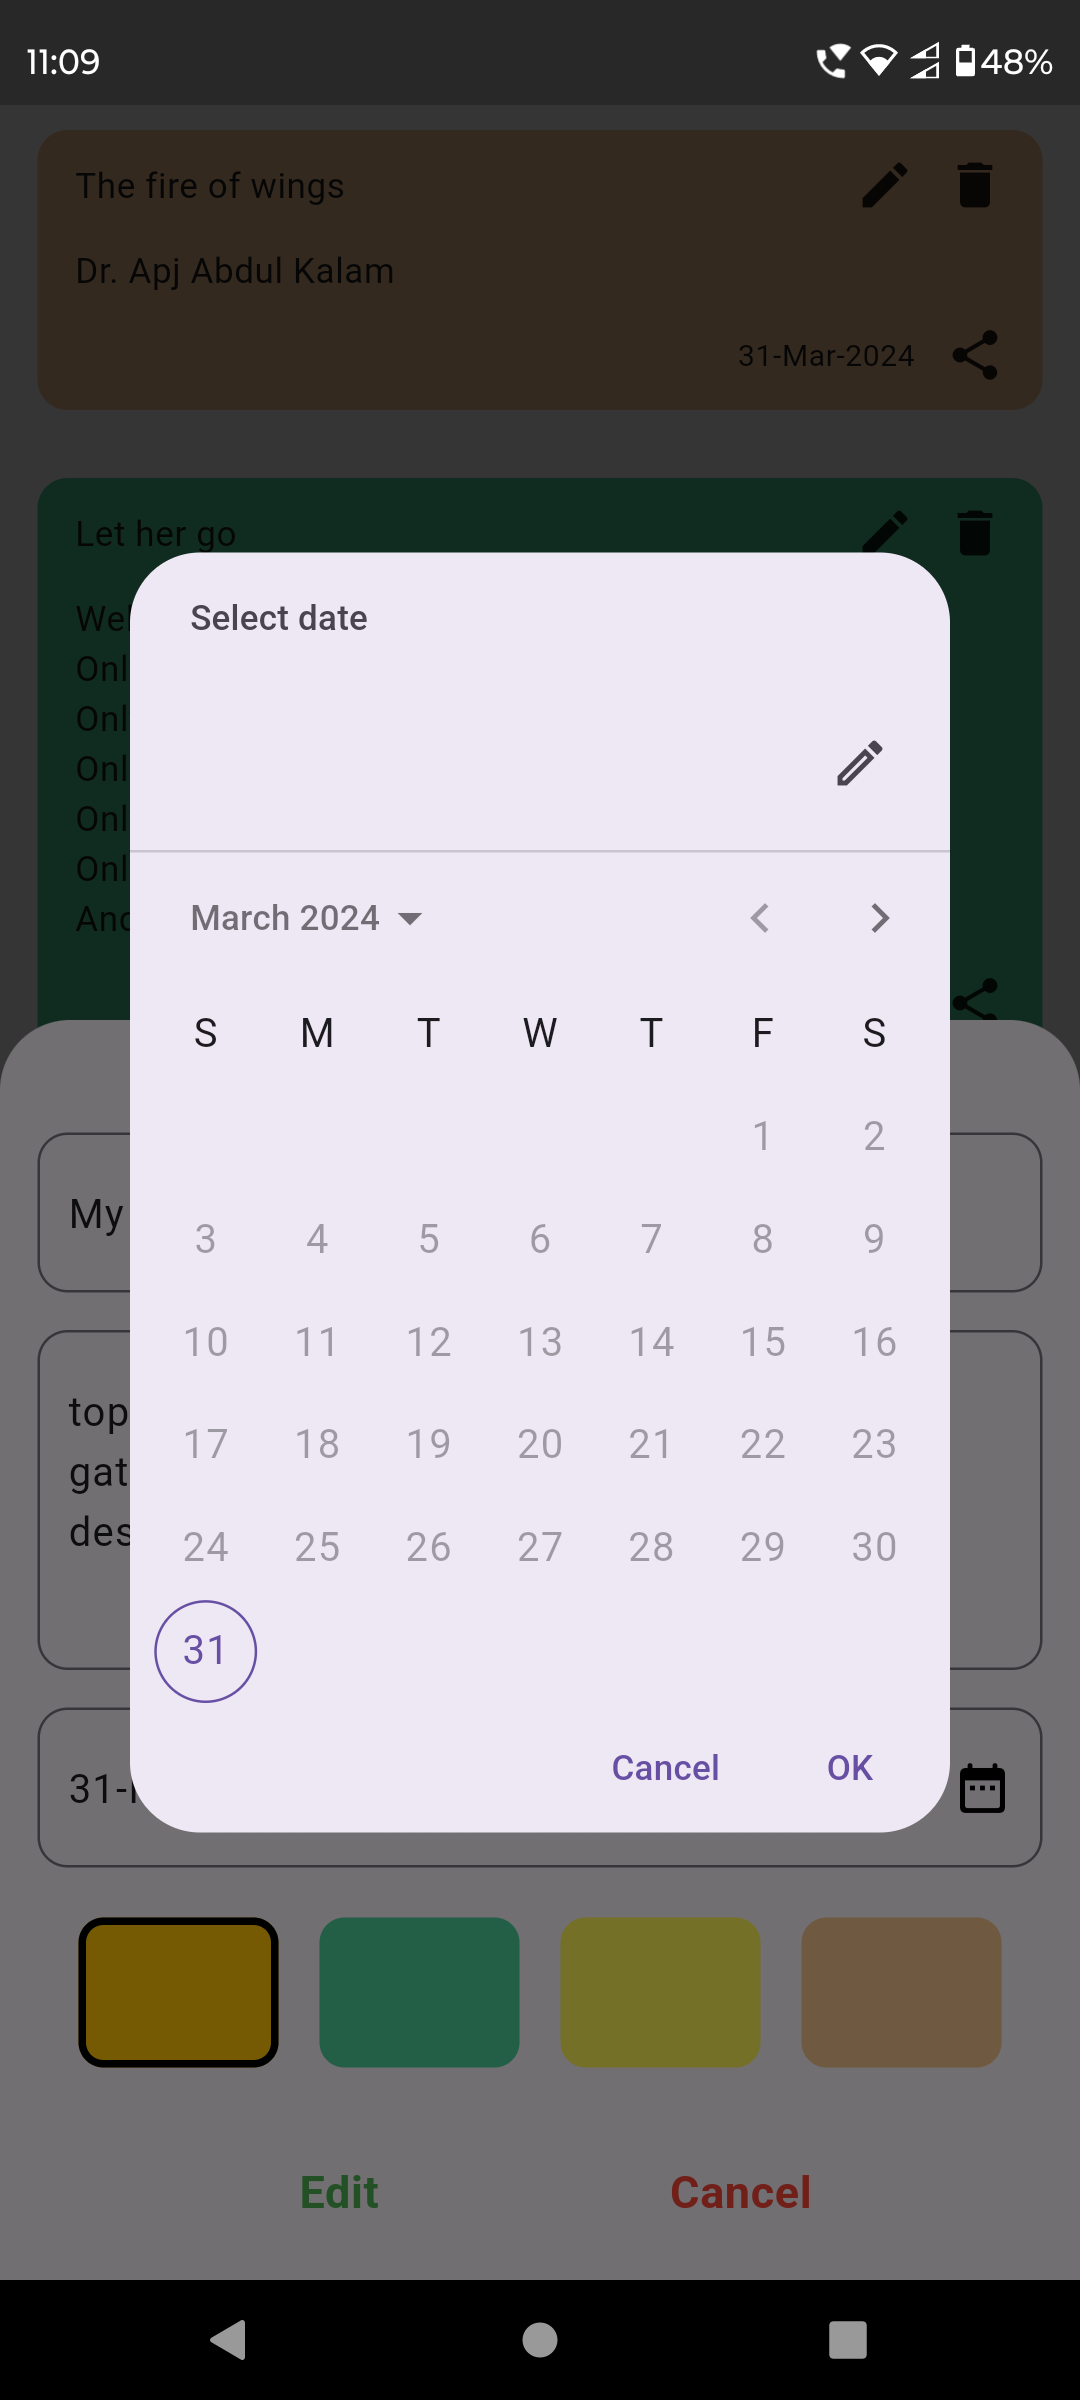 11:09
48%
The fire of wings
Dr. Apj Abdul Kalam
31-Mar-2024
Let her go
Onl
Onl
Onl
Onl
Onl
Select date
March 2024
S M T W T F S
1 2
3 4 5 6 7 8 9
10 11 12 13 14 15 16
17 18 19 20 21 22 23
24 25 26 27 28 29 30
31
Cancel OK
My
top
gat
des
31-
Edit Cancel